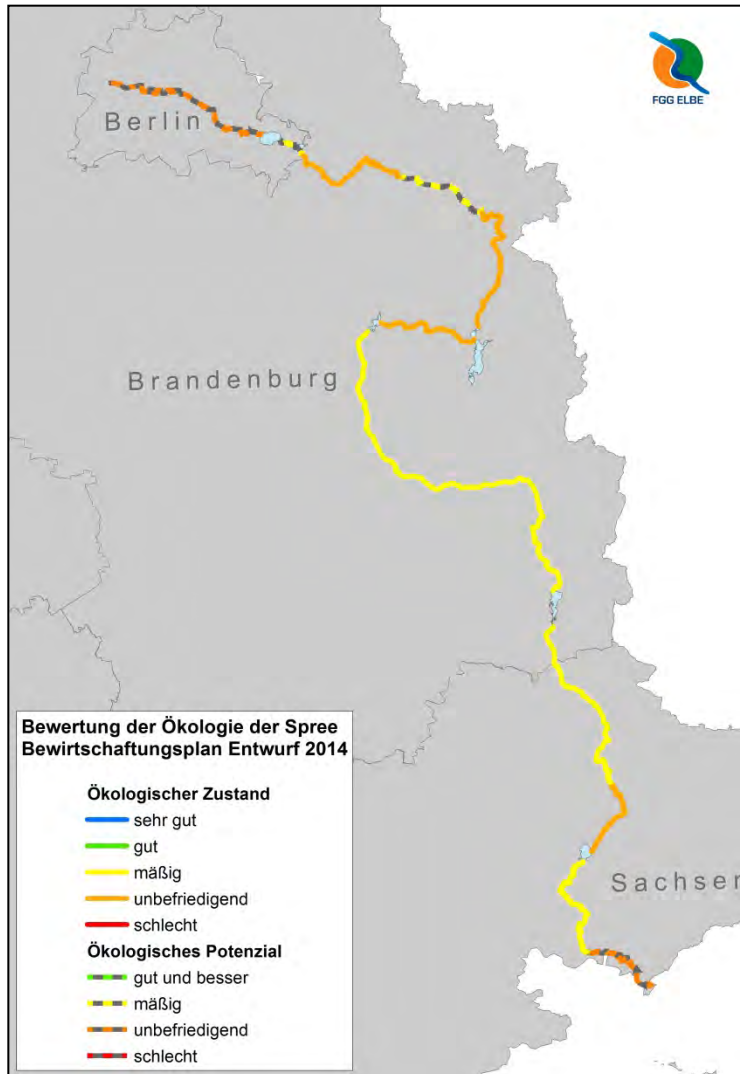 FGG ELBE
Berlin
Brandenburg
Sachsen
Bewertung der Ökologie der Spree
Bewirtschaftungsplan Entwurf 2014
Ökologischer Zustand
sehr gut
gut
mäßig
unbefriedigend
schlecht
Ökologisches Potenzial
gut und besser
mäßig
unbefriedigend
schlecht